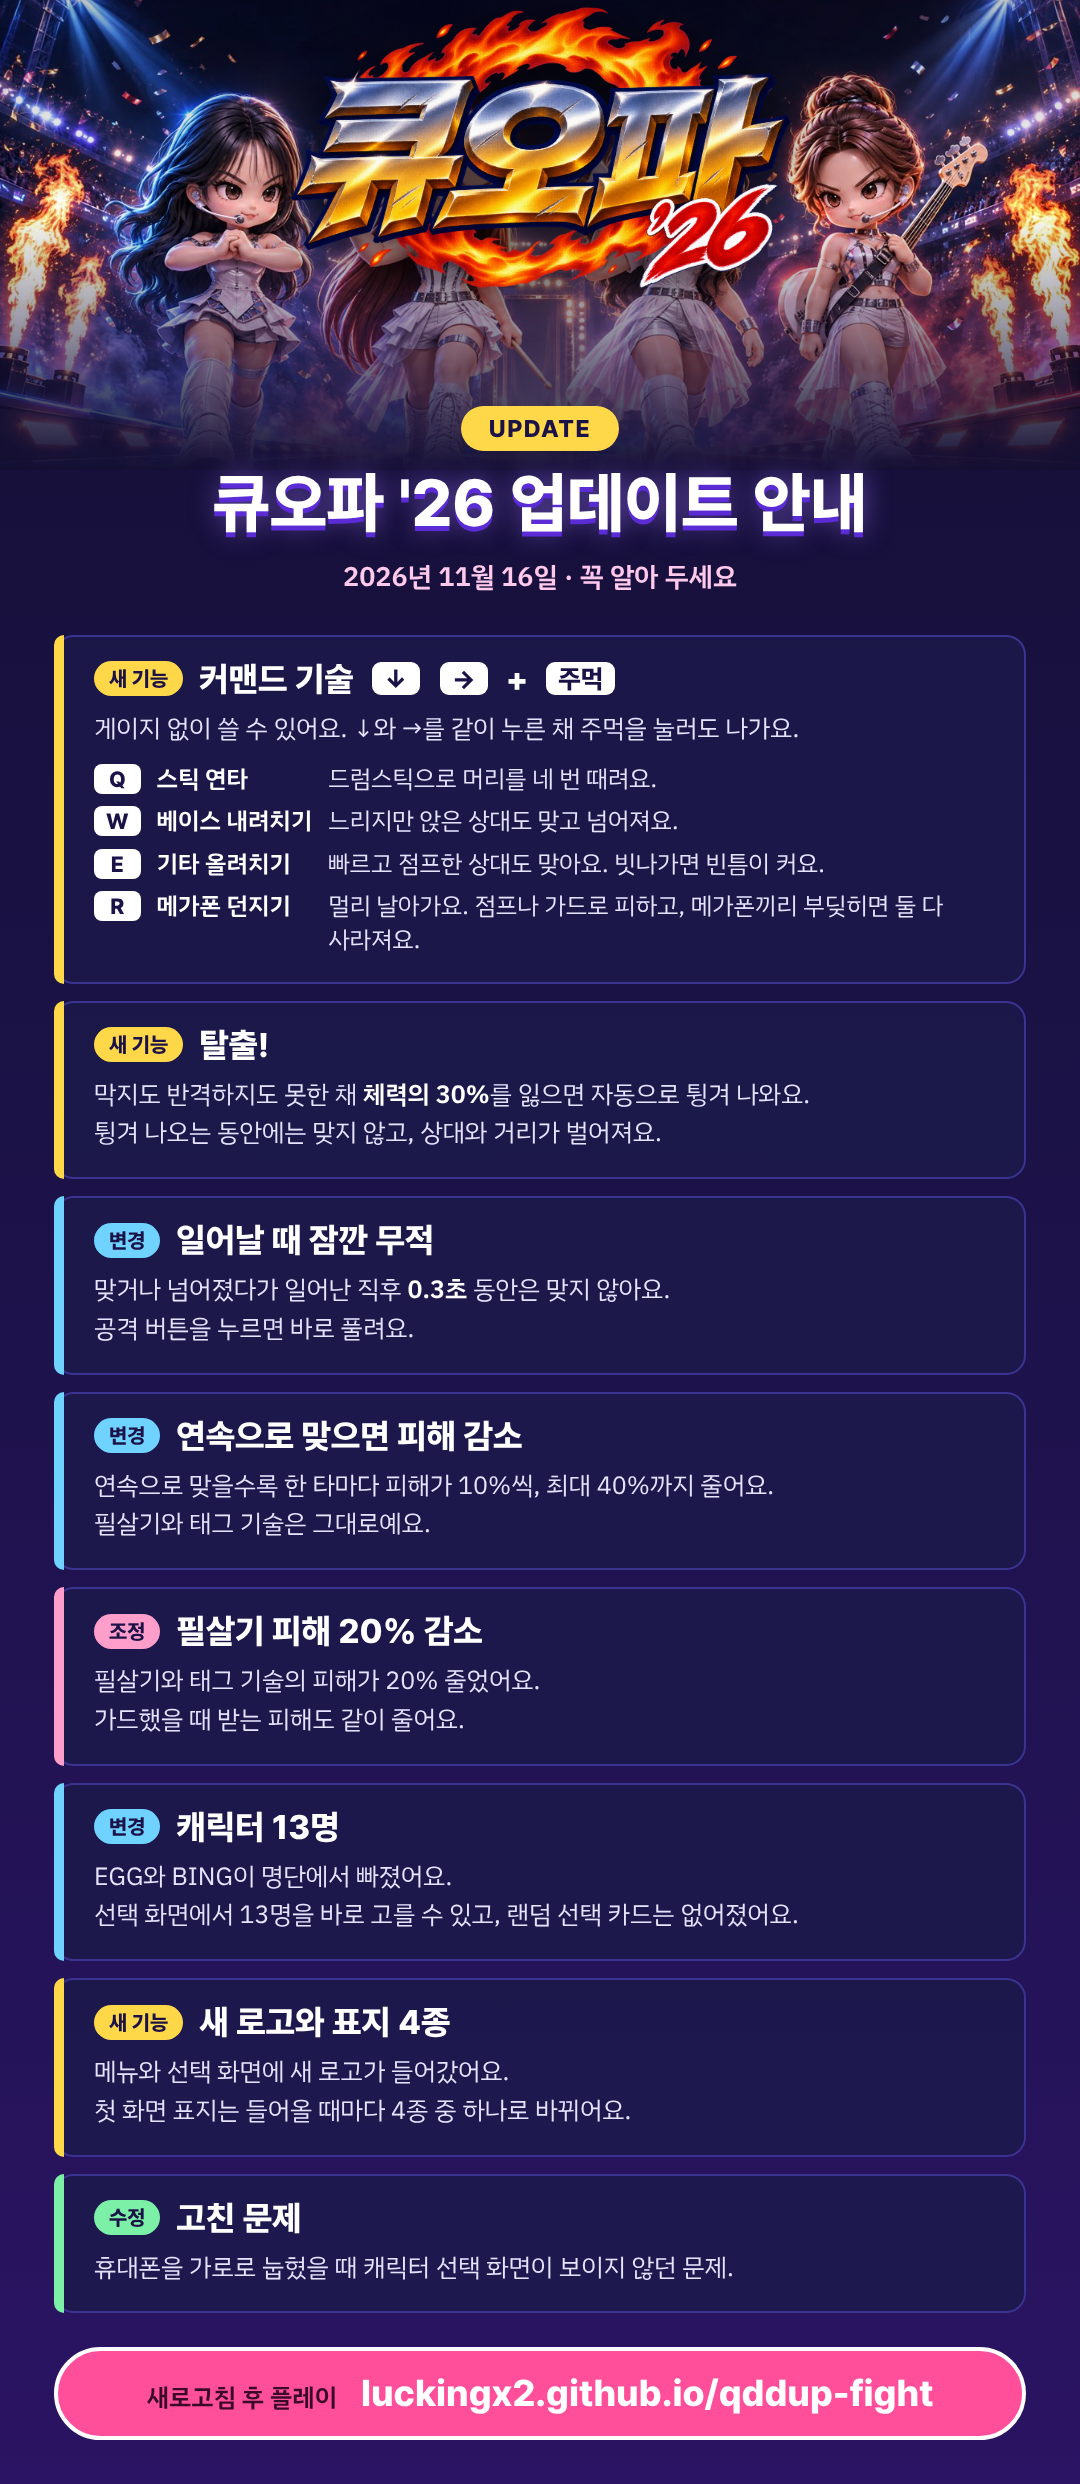 큐오파
'26
UPDATE
큐오파 '26 업데이트 안내
2026년 11월 16일 · 꼭 알아 두세요
새 기능 커맨드 기술 ↓ → + 주먹
게이지 없이 쓸 수 있어요. ↓와 →를 같이 누른 채 주먹을 눌러도 나가요.
Q 스틱 연타 드럼스틱으로 머리를 네 번 때려요.
W 베이스 내려치기 느리지만 앉은 상대도 맞고 넘어져요.
E 기타 올려치기 빠르고 점프한 상대도 맞아요. 빗나가면 빈틈이 커요.
R 메가폰 던지기 멀리 날아가요. 점프나 가드로 피하고, 메가폰끼리 부딪히면 둘 다
사라져요.
새 기능 탈출!
막지도 반격하지도 못한 채 체력의 30%를 잃으면 자동으로 튕겨 나와요.
튕겨 나오는 동안에는 맞지 않고, 상대와 거리가 벌어져요.
변경 일어날 때 잠깐 무적
맞거나 넘어졌다가 일어난 직후 0.3초 동안은 맞지 않아요.
공격 버튼을 누르면 바로 풀려요.
변경 연속으로 맞으면 피해 감소
연속으로 맞을수록 한 타마다 피해가 10%씩, 최대 40%까지 줄어요.
필살기와 태그 기술은 그대로예요.
조정 필살기 피해 20% 감소
필살기와 태그 기술의 피해가 20% 줄었어요.
가드했을 때 받는 피해도 같이 줄어요.
변경 캐릭터 13명
EGG와 BING이 명단에서 빠졌어요.
선택 화면에서 13명을 바로 고를 수 있고, 랜덤 선택 카드는 없어졌어요.
새 기능 새 로고와 표지 4종
메뉴와 선택 화면에 새 로고가 들어갔어요.
첫 화면 표지는 들어올 때마다 4종 중 하나로 바뀌어요.
수정 고친 문제
휴대폰을 가로로 눕혔을 때 캐릭터 선택 화면이 보이지 않던 문제.
새로고침 후 플레이 luckingx2.github.io/qddup-fight